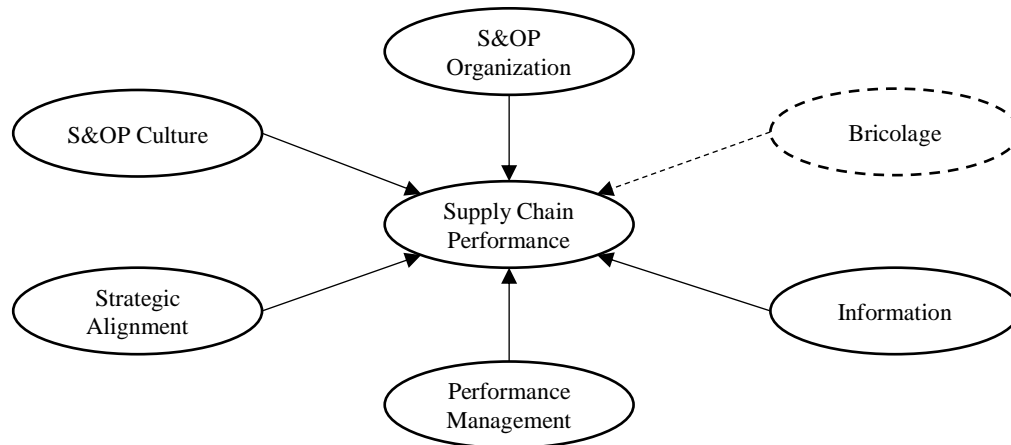 S&OP
Organization
S&OP Culture
Bricolage
Supply Chain
Performance
Strategic
Alignment
Information
Performance
Management